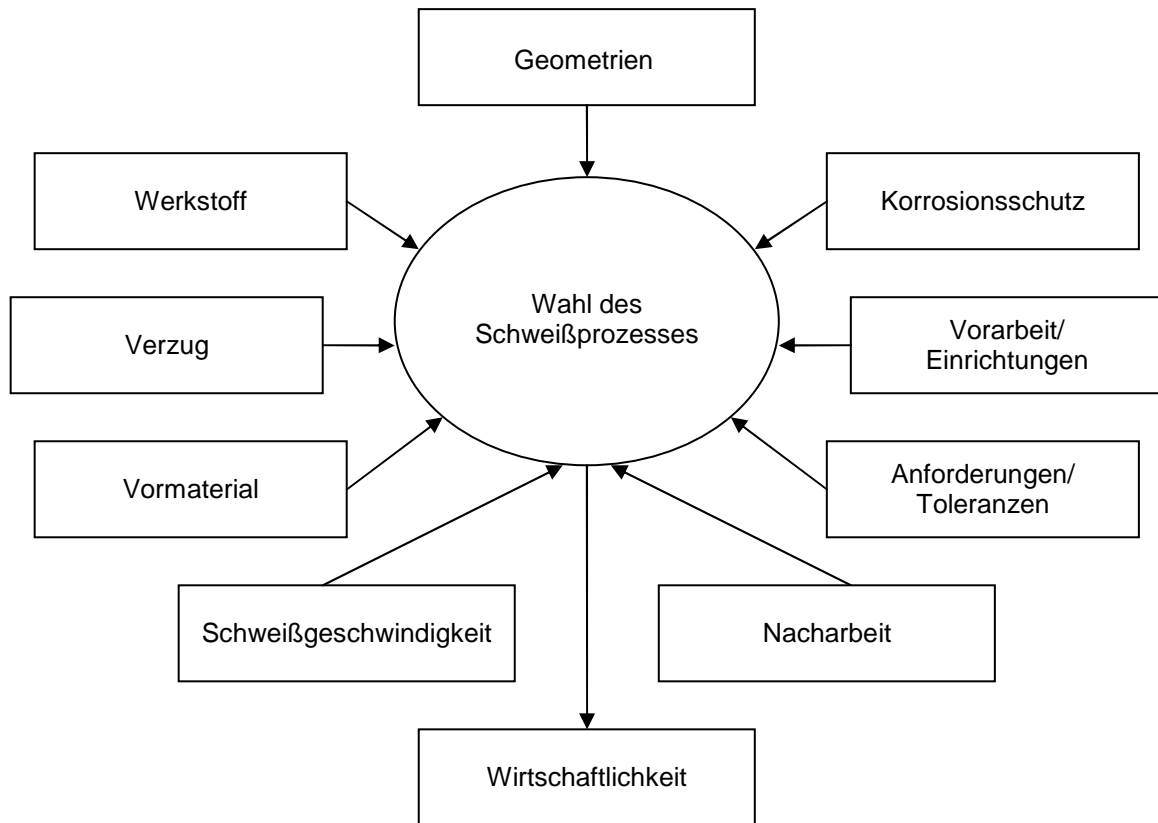 Geometrien
Werkstoff
Korrosionsschutz
Wahl des
Schweißprozesses
Verzug
Vorarbeit/
Einrichtungen
Vormaterial
Anforderungen/
Toleranzen
Schweißgeschwindigkeit
Nacharbeit
Wirtschaftlichkeit